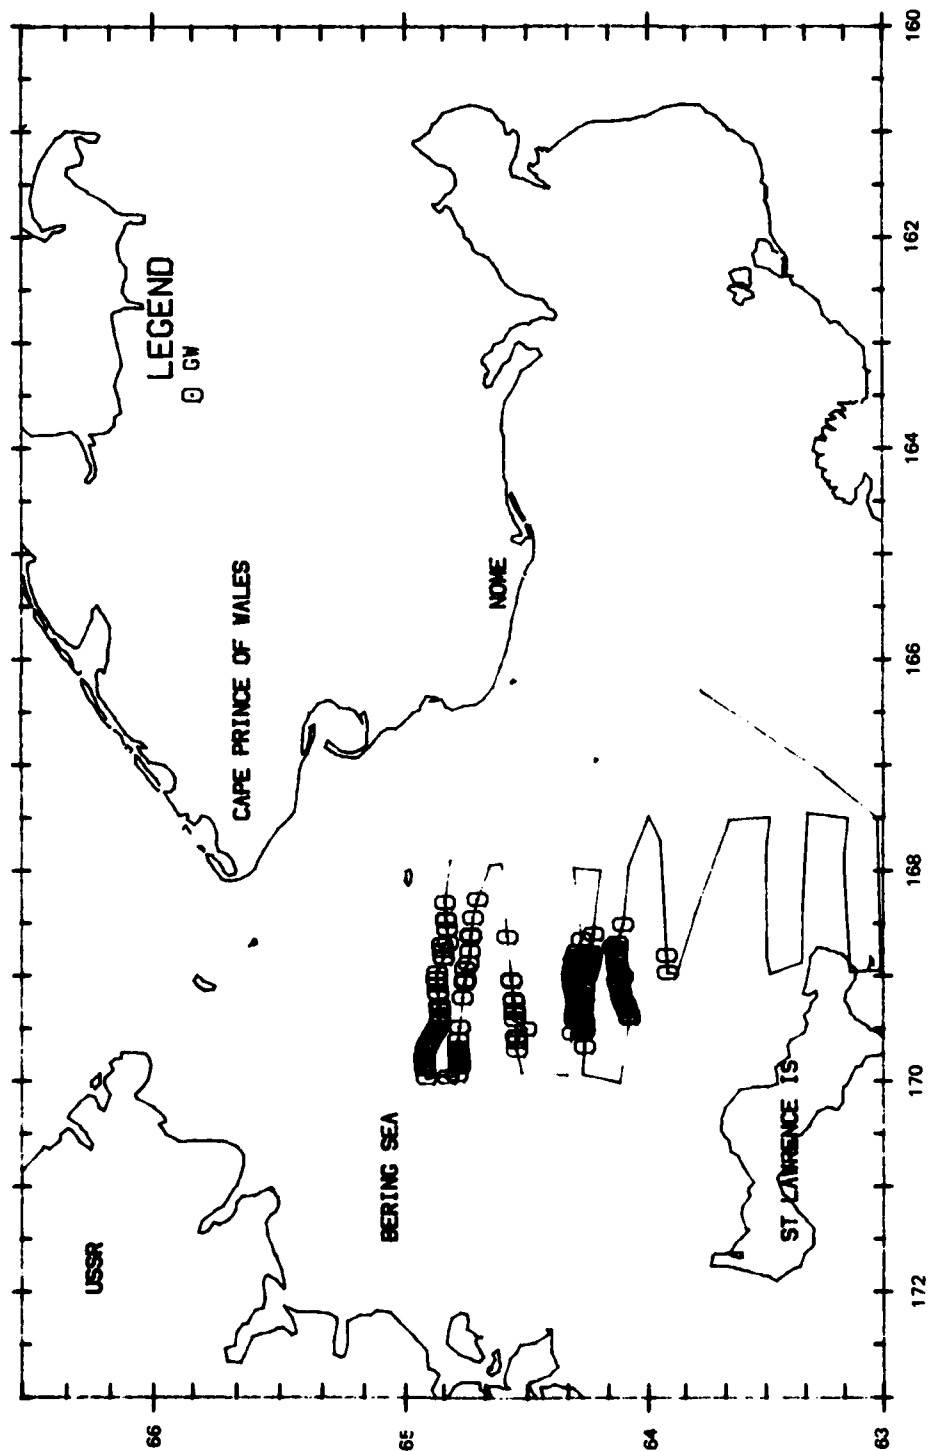 USSR
BERING SEA
ST LAWRENCE IS
CAPE PRINCE OF WALES
NOME
LEGEND
GW
66
65
64
63
172
170
168
166
164
162
160